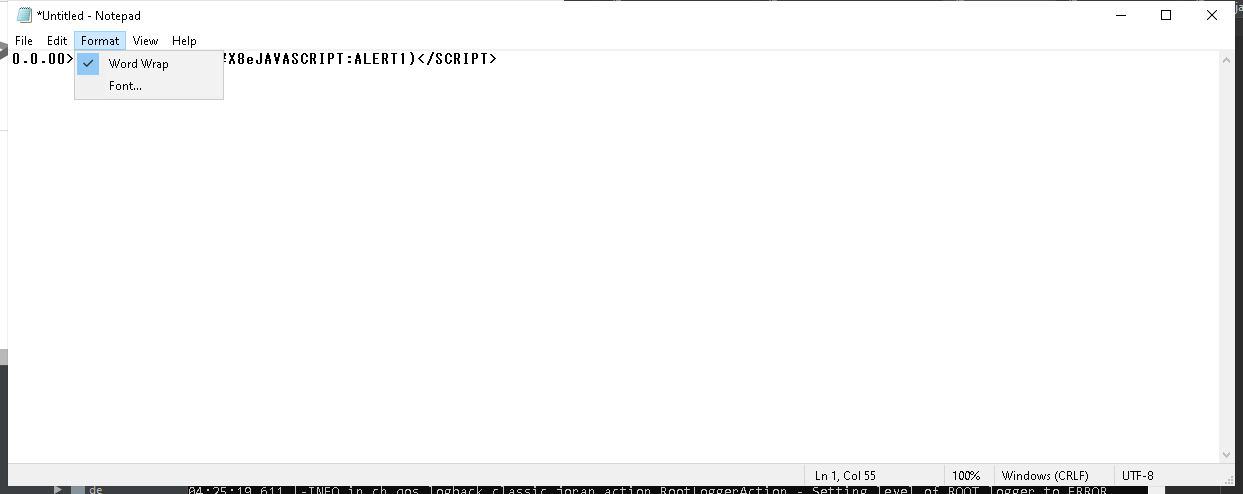 *Untitled - Notepad
File Edit Format View Help
0.0.00> #X8eJAVASCRIPT:ALERT1)</SCRIPT>
Word Wrap
Font...
Ln 1, Col 55 100% Windows (CRLF) UTF-8
de 04:25:19,611 |-INFO in ch.qos.logback.classic.joran.action.RootLoggerAction - Setting level of ROOT logger to ERROR